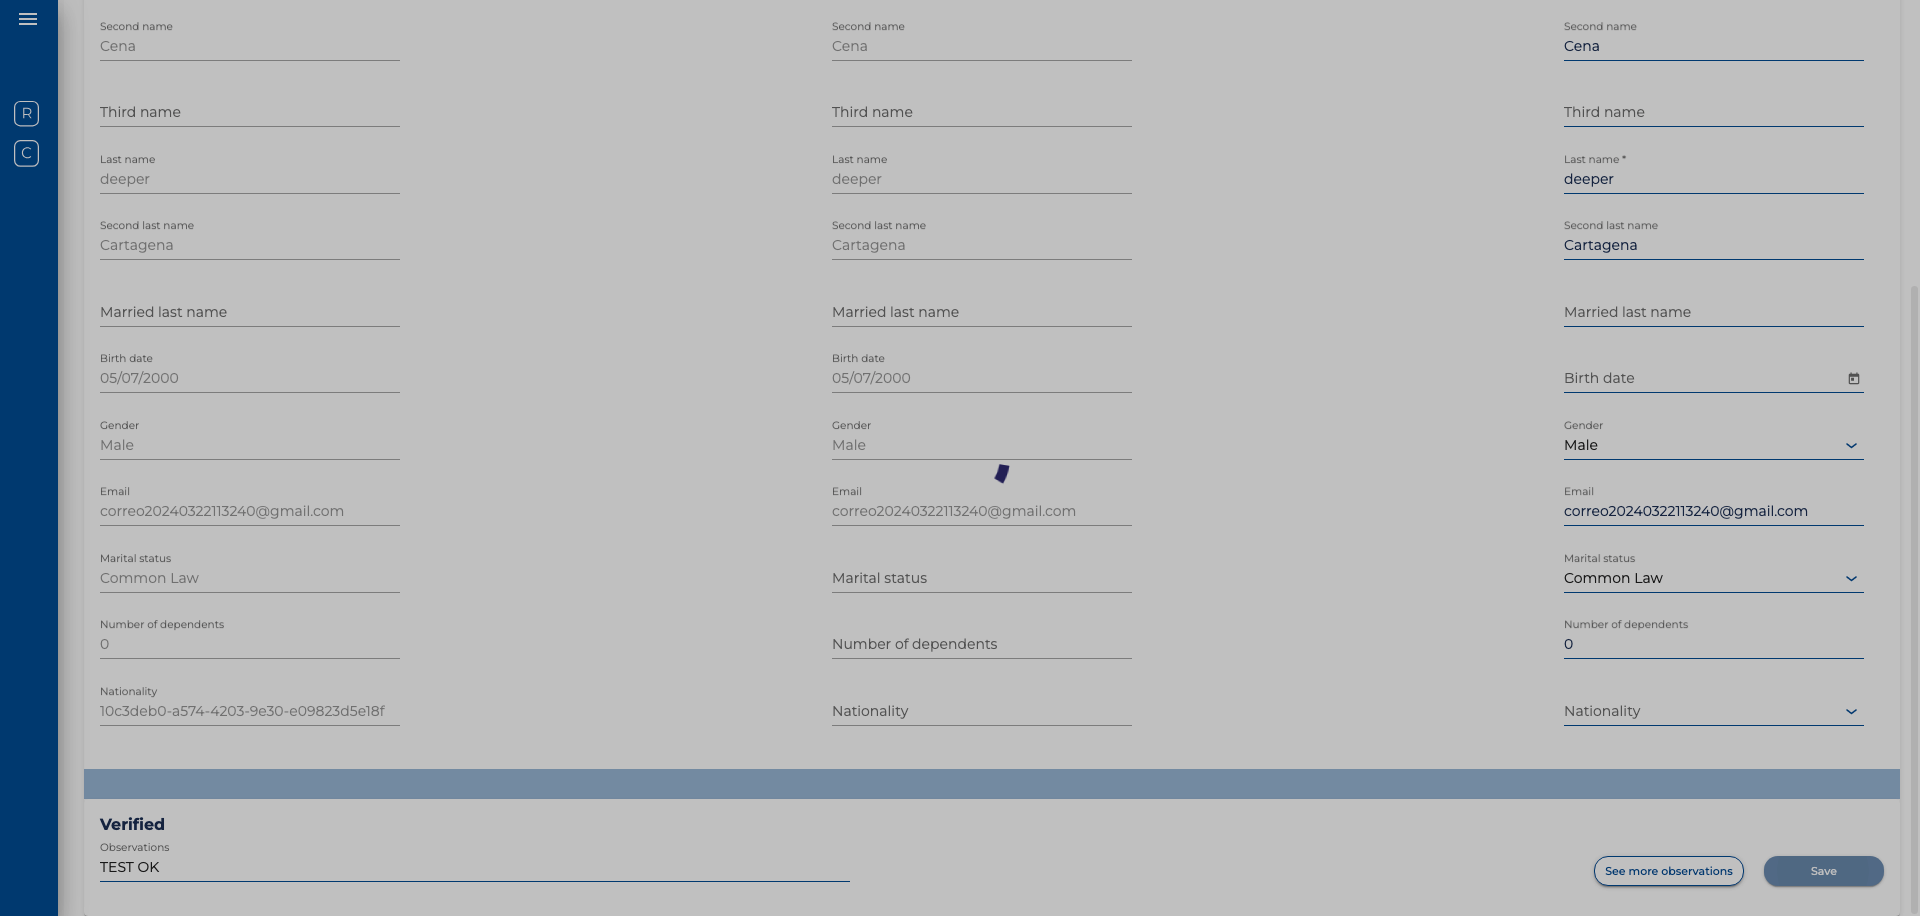 Second name Second name Second name
Cena Cena Cena
R
Third name Third name Third name
C
Last name Last name Last name *
deeper deeper deeper
Second last name Second last name Second last name
Cartagena Cartagena Cartagena
Married last name Married last name Married last name
Birth date Birth date
05/07/2000 05/07/2000 Birth date
Gender Gender Gender
Male Male Male
Email Email Email
correo20240322113240@gmail.com correo20240322113240@gmail.com correo20240322113240@gmail.com
Marital status Marital status
Common Law Marital status Common Law
Number of dependents Number of dependents
0 Number of dependents 0
Nationality
10c3deb0-a574-4203-9e30-e09823d5e18f Nationality Nationality
Verified
Observations
TEST OK
See more observations Save